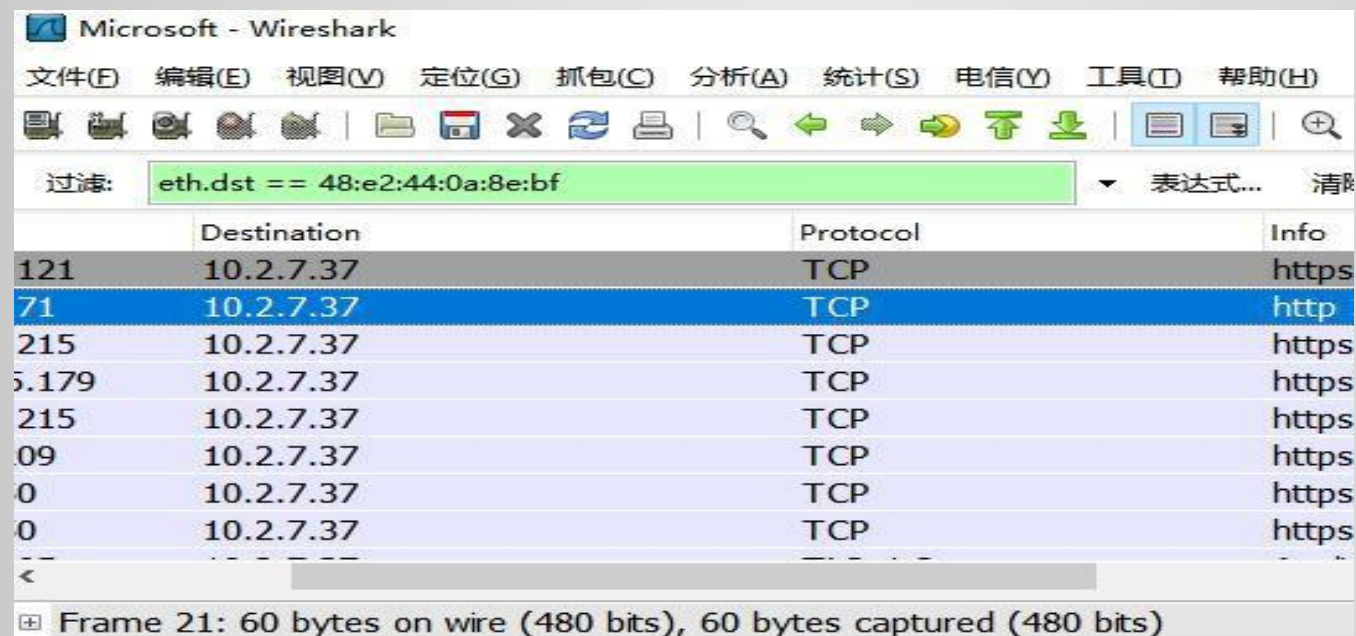 Microsoft - Wireshark
文件(F) 编辑(E) 视图(V) 定位(G) 抓包(C) 分析(A) 统计(S) 电信(Y) 工具(T) 帮助(H)
过滤: eth.dst == 48:e2:44:0a:8e:bf 表达式... 清
Destination Protocol Info
121 10.2.7.37 TCP https
71 10.2.7.37 TCP http
215 10.2.7.37 TCP https
.179 10.2.7.37 TCP https
215 10.2.7.37 TCP https
09 10.2.7.37 TCP https
0 10.2.7.37 TCP https
0 10.2.7.37 TCP https
Frame 21: 60 bytes on wire (480 bits), 60 bytes captured (480 bits)